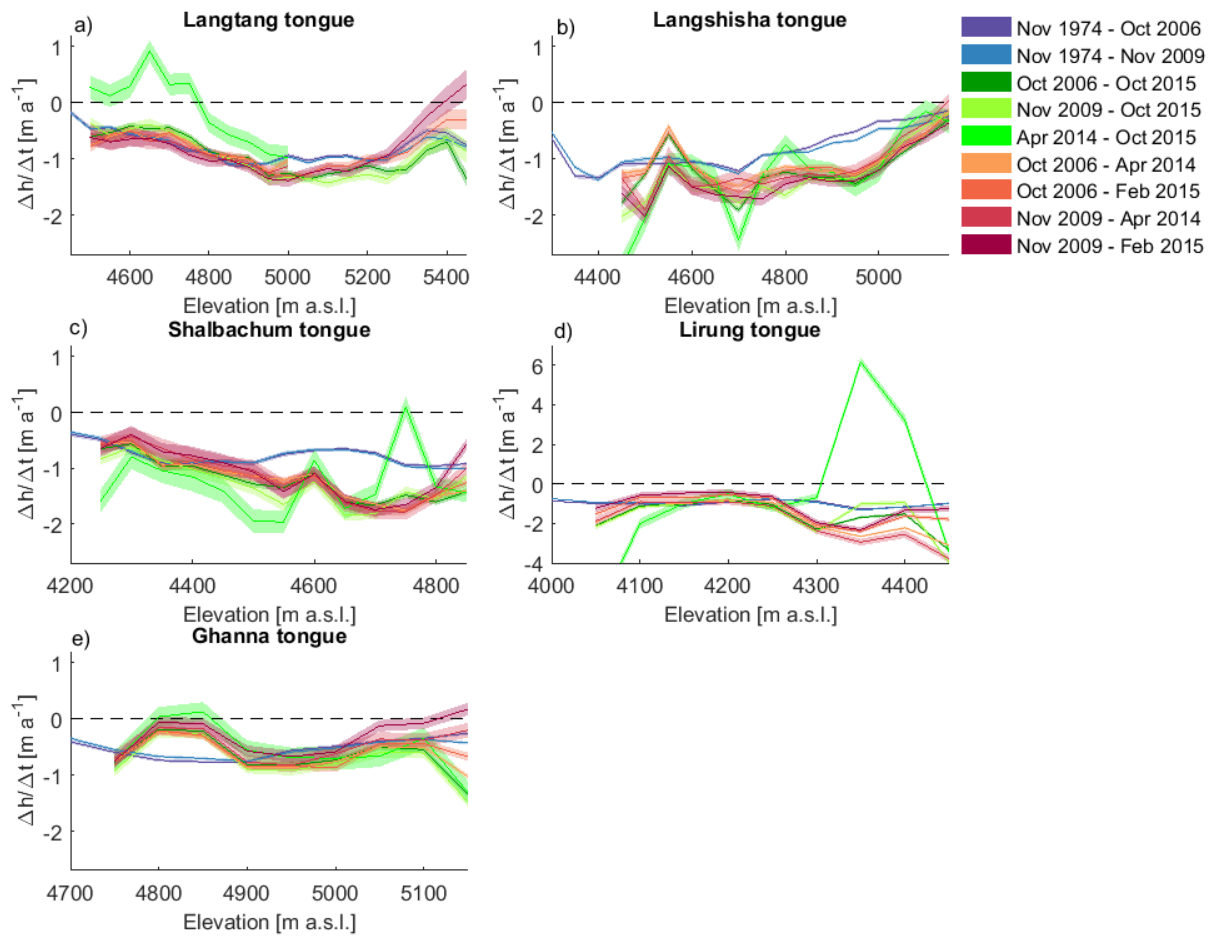 a) Langtang tongue
1
0
-1
-2
Δh/Δt [m a⁻¹]
4600 4800 5000 5200 5400
Elevation [m a.s.l.]
b) Langshisha tongue
1
0
-1
-2
Δh/Δt [m a⁻¹]
4400 4600 4800 5000
Elevation [m a.s.l.]
Nov 1974 - Oct 2006
Nov 1974 - Nov 2009
Oct 2006 - Oct 2015
Nov 2009 - Oct 2015
Apr 2014 - Oct 2015
Oct 2006 - Apr 2014
Oct 2006 - Feb 2015
Nov 2009 - Apr 2014
Nov 2009 - Feb 2015
c) Shalbachum tongue
1
0
-1
-2
Δh/Δt [m a⁻¹]
4200 4400 4600 4800
Elevation [m a.s.l.]
d) Lirung tongue
6
4
2
0
-2
-4
Δh/Δt [m a⁻¹]
4000 4100 4200 4300 4400
Elevation [m a.s.l.]
e) Ghanna tongue
1
0
-1
-2
Δh/Δt [m a⁻¹]
4700 4800 4900 5000 5100
Elevation [m a.s.l.]